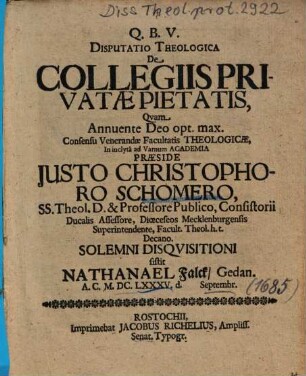 Diss Theol. prot. 2922
Q. B. V.
DISPUTATIO THEOLOGICA
De
COLLEGIIS PRI-
VATÆ PIETATIS,
Qvam
Annuente Deo opt. max.
Consensu Venerandæ Facultatis THEOLOGICÆ,
In inclytâ ad Varnum ACADEMIA
PRÆSIDE
JUSTO CHRISTOPHO-
RO SCHOMERO,
SS. Theol. D. & Professore Publico, Consistorii
Ducalis Assessore, Diœceseos Mecklenburgensis
Superintendente, Facult. Theol. h. t.
Decano.
SOLEMNI DISQVISITIONI
sistit
NATHANAEL Falck/ Gedan.
A. C. M. DC. LXXXV. d. Septembr. (1685)
ROSTOCHII,
Imprimebat JACOBUS RICHELIUS, Ampliss.
Senat. Typogr.